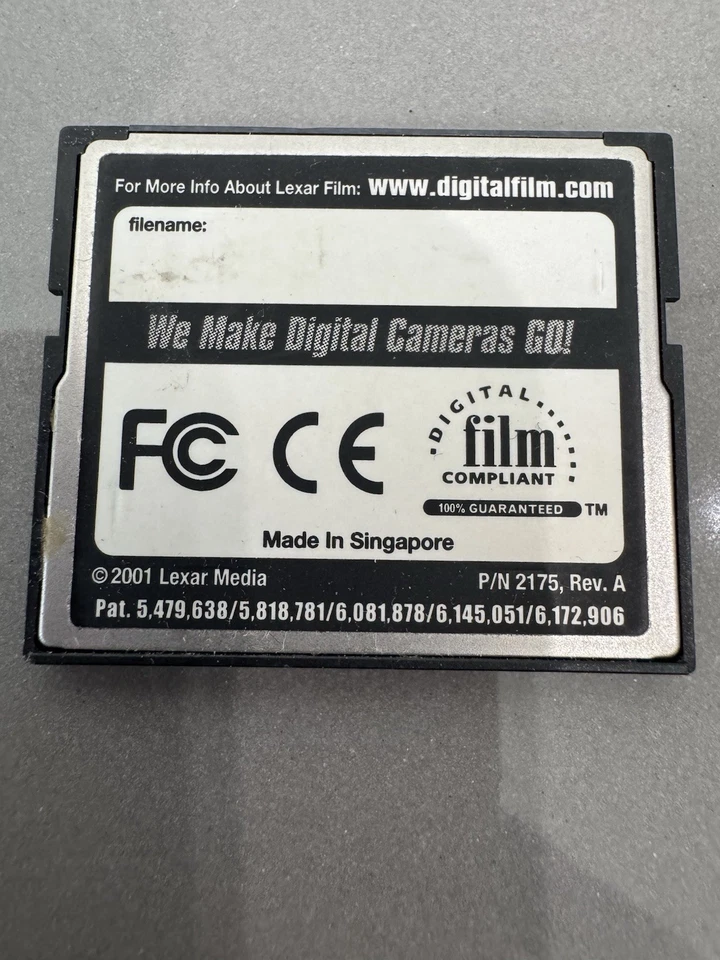 For More Info About Lexar Film: www.digitalfilm.com
filename:
We Make Digital Cameras GO!
FC CE
DIGITAL
film
COMPLIANT
100% GUARANTEED TM
Made In Singapore
© 2001 Lexar Media P/N 2175, Rev. A
Pat. 5,479,638/5,818,781/6,081,878/6,145,051/6,172,906